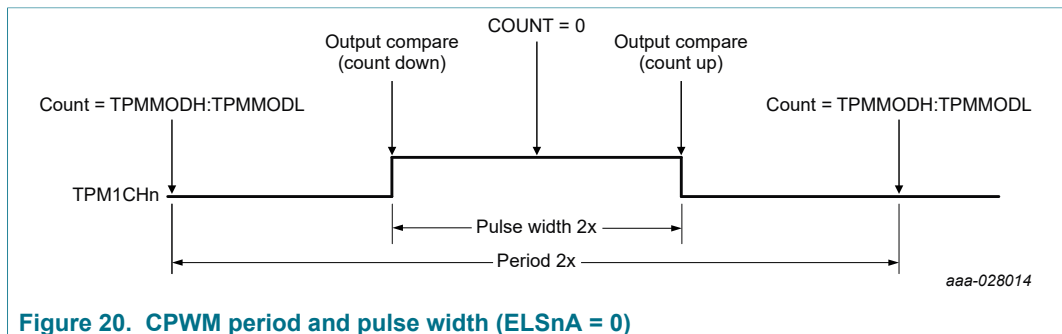 COUNT = 0
Output compare
(count down)
Output compare
(count up)
Count = TPMMODH:TPMMODL
Count = TPMMODH:TPMMODL
TPM1CHn
Pulse width 2x
Period 2x
aaa-028014
Figure 20. CPWM period and pulse width (ELSnA = 0)